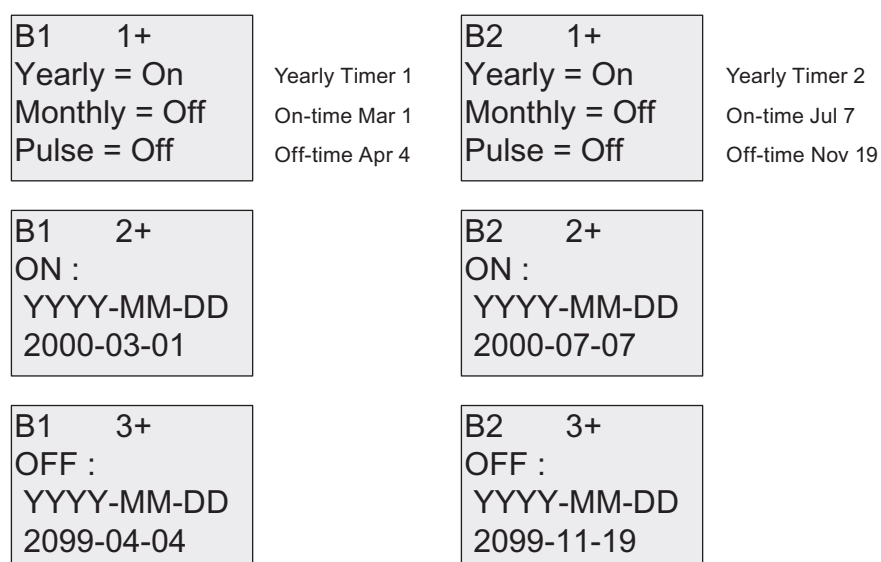 B1 1+
Yearly = On
Monthly = Off
Pulse = Off
Yearly Timer 1
On-time Mar 1
Off-time Apr 4
B2 1+
Yearly = On
Monthly = Off
Pulse = Off
Yearly Timer 2
On-time Jul 7
Off-time Nov 19
B1 2+
ON :
YYYY-MM-DD
2000-03-01
B2 2+
ON :
YYYY-MM-DD
2000-07-07
B1 3+
OFF :
YYYY-MM-DD
2099-04-04
B2 3+
OFF :
YYYY-MM-DD
2099-11-19